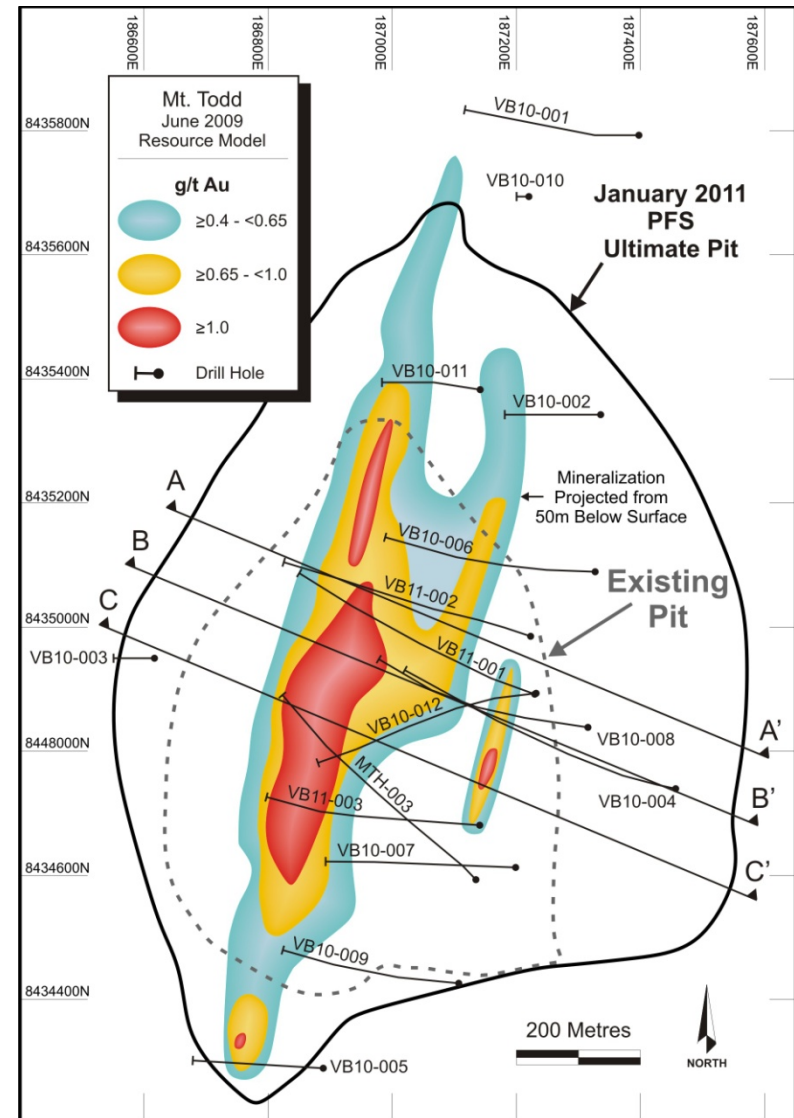 186600E
186800E
187000E
187200E
187400E
187600E
Mt. Todd
June 2009
Resource Model
g/t Au
≥0.4 - <0.65
≥0.65 - <1.0
≥1.0
Drill Hole
8435800N
8435600N
8435400N
8435200N
8435000N
8448000N
8434600N
8434400N
VB10-001
VB10-010
January 2011
PFS
Ultimate Pit
VB10-011
VB10-002
Mineralization
Projected from
50m Below Surface
A
B
C
VB10-006
Existing
Pit
VB11-002
VB11-001
VB10-003
VB10-012
VB10-008
A'
MTH-003
VB10-004
B'
VB11-003
VB10-007
C'
VB10-009
200 Metres
NORTH
VB10-005